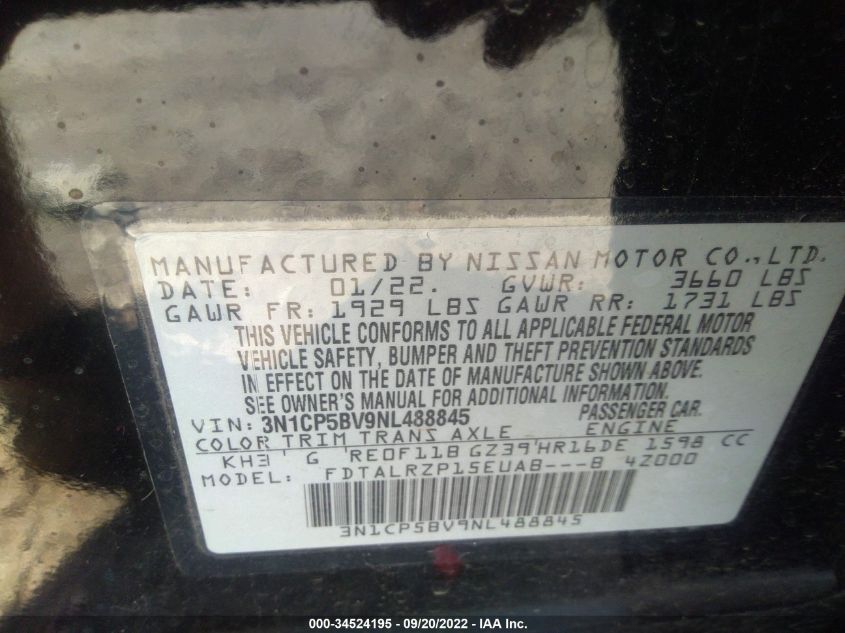 MANUFACTURED BY NISSAN MOTOR CO.,LTD.
DATE: 01/22. GVWR: 3660 LBS
GAWR FR: 1929 LBS GAWR RR: 1731 LBS
THIS VEHICLE CONFORMS TO ALL APPLICABLE FEDERAL MOTOR
VEHICLE SAFETY, BUMPER AND THEFT PREVENTION STANDARDS
IN EFFECT ON THE DATE OF MANUFACTURE SHOWN ABOVE.
SEE OWNER'S MANUAL FOR ADDITIONAL INFORMATION.
VIN: 3N1CP5BV9NL488845 PASSENGER CAR.
COLOR TRIM TRANS AXLE ENGINE
KH3 ' G 'RE0F11B GZ39'HR16DE 1598 CC
MODEL: FDTALRZP15EUAB---B 4Z000
3N1CP5BV9NL488845
000-34524195 - 09/20/2022 - IAA Inc.